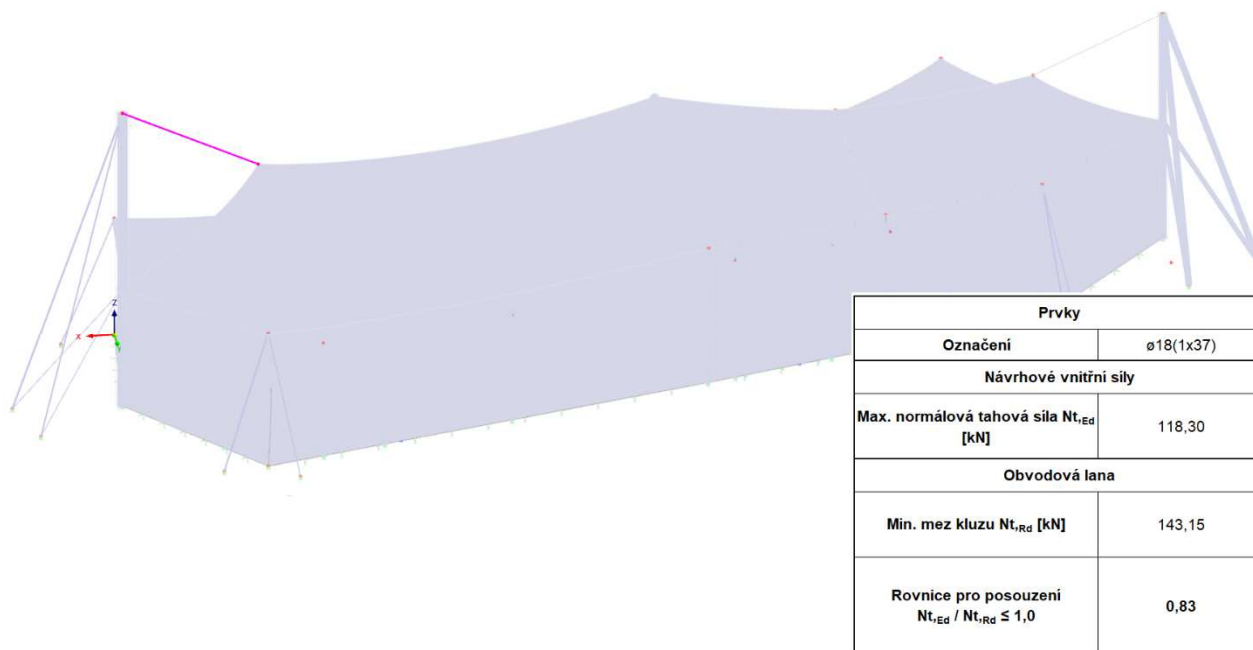 z
x
Prvky
Označení ø18(1x37)
Návrhové vnitřní síly
Max. normálová tahová síla Nt,Ed
[kN] 118,30
Obvodová lana
Min. mez kluzu Nt,Rd [kN] 143,15
Rovnice pro posouzení
Nt,Ed / Nt,Rd ≤ 1,0 0,83